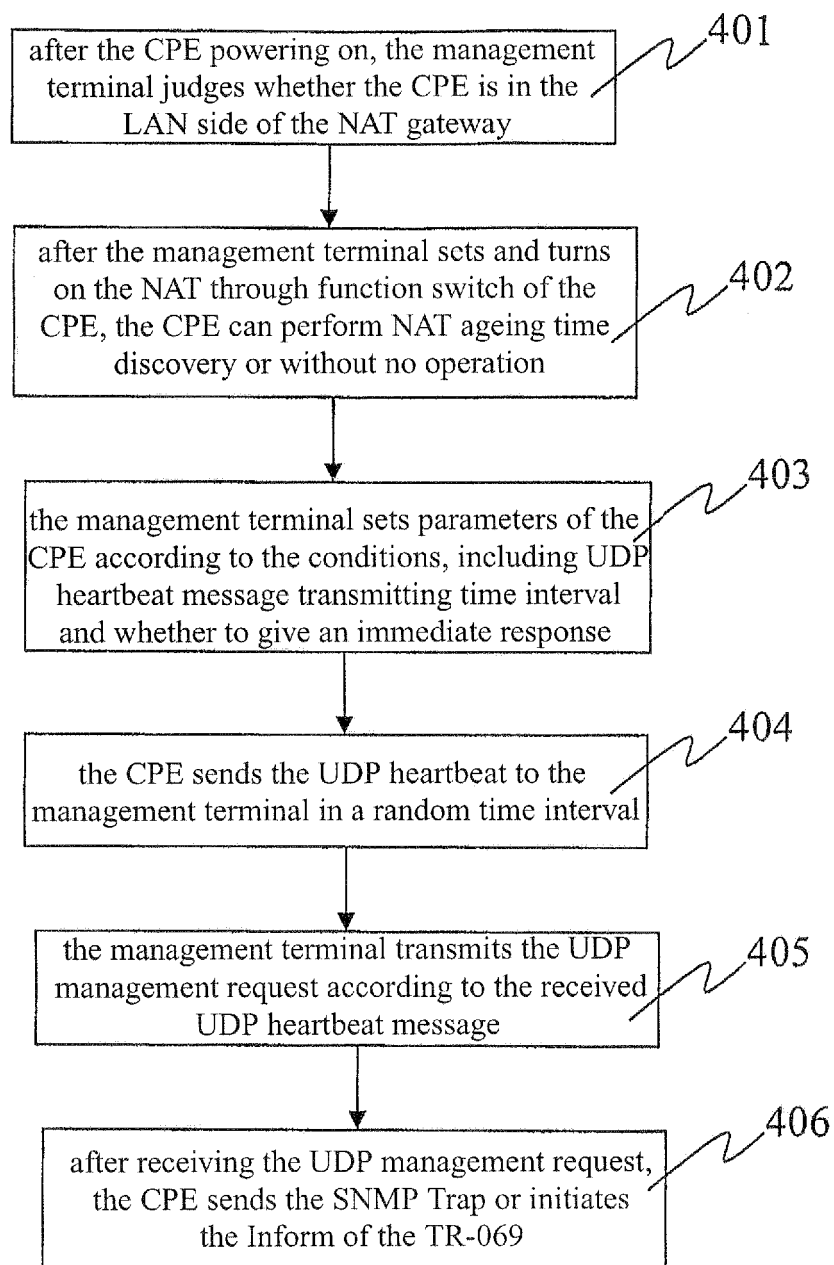 after the CPE powering on, the management
terminal judges whether the CPE is in the
LAN side of the NAT gateway
401
after the management terminal sets and turns
on the NAT through function switch of the
CPE, the CPE can perform NAT ageing time
discovery or without no operation
402
the management terminal sets parameters of the
CPE according to the conditions, including UDP
heartbeat message transmitting time interval
and whether to give an immediate response
403
the CPE sends the UDP heartbeat to the
management terminal in a random time interval
404
the management terminal transmits the UDP
management request according to the received
UDP heartbeat message
405
after receiving the UDP management request,
the CPE sends the SNMP Trap or initiates
the Inform of the TR-069
406